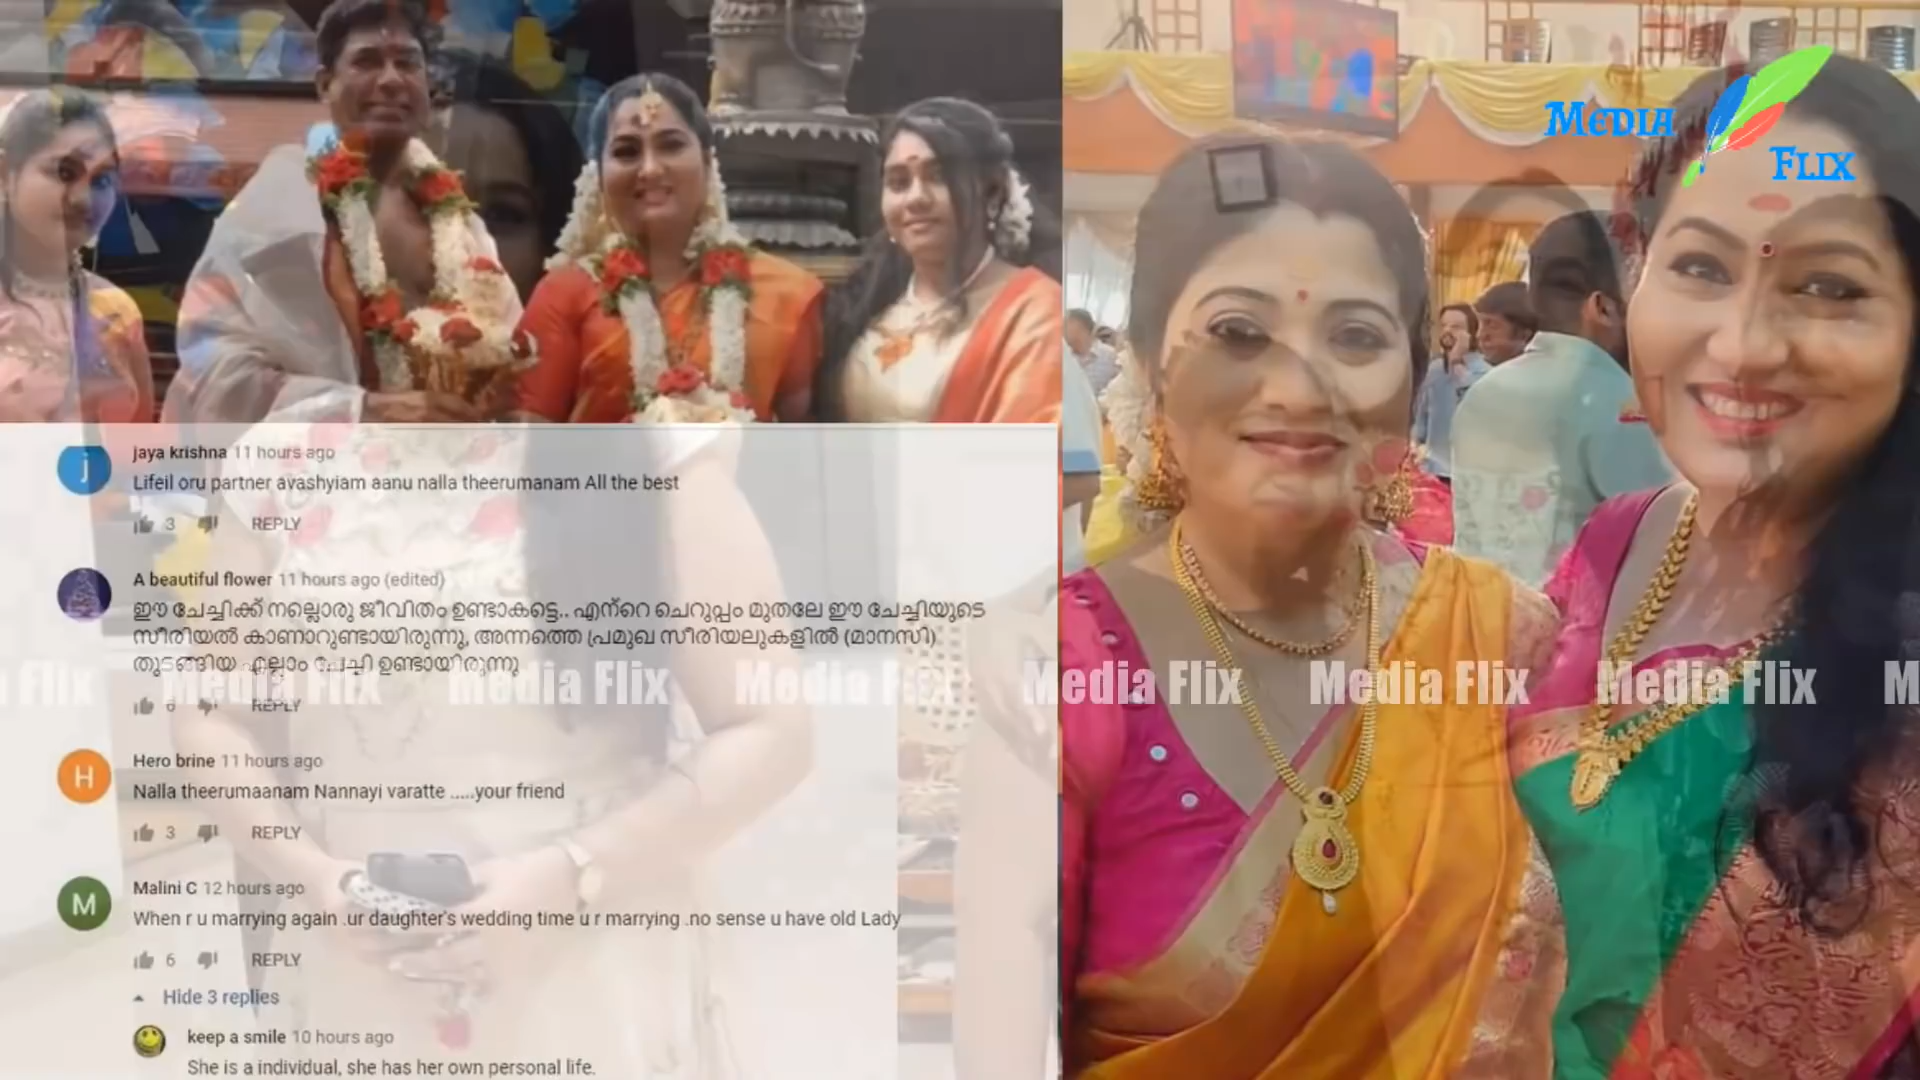 MEDIA
FLIX
jaya krishna 11 hours ago
Lifeil oru partner avashyiam aanu nalla theerumanam All the best
3 REPLY
A beautiful flower 11 hours ago (edited)
ഈ ചേച്ചിക്ക് നല്ലൊരു ജീവിതം ഉണ്ടാകട്ടെ.. എന്റെ ചെറുപ്പം മുതലേ ഈ ചേച്ചിയുടെ
സീരിയൽ കാണാറുണ്ടായിരുന്നു, അന്നത്തെ പ്രമുഖ സീരിയലുകളിൽ (മാനസി)
തുടങ്ങിയ എല്ലാം ചേച്ചി ഉണ്ടായിരുന്നു
Flix Media Flix Media Flix Media Flix Media Flix Media Flix Media Flix M
6 REPLY
Hero brine 11 hours ago
Nalla theerumaanam Nannayi varatte .....your friend
3 REPLY
Malini C 12 hours ago
When r u marrying again .ur daughter's wedding time u r marrying .no sense u have old Lady
6 REPLY
Hide 3 replies
keep a smile 10 hours ago
She is a individual, she has her own personal life.